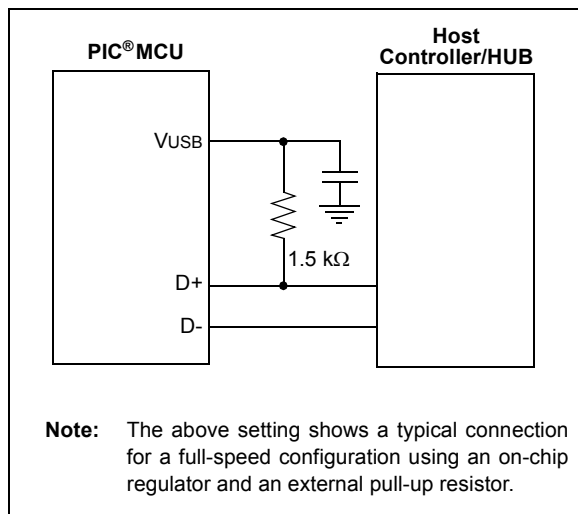 PIC®MCU
Host
Controller/HUB
VUSB
1.5 kΩ
D+
D-
Note: The above setting shows a typical connection
for a full-speed configuration using an on-chip
regulator and an external pull-up resistor.